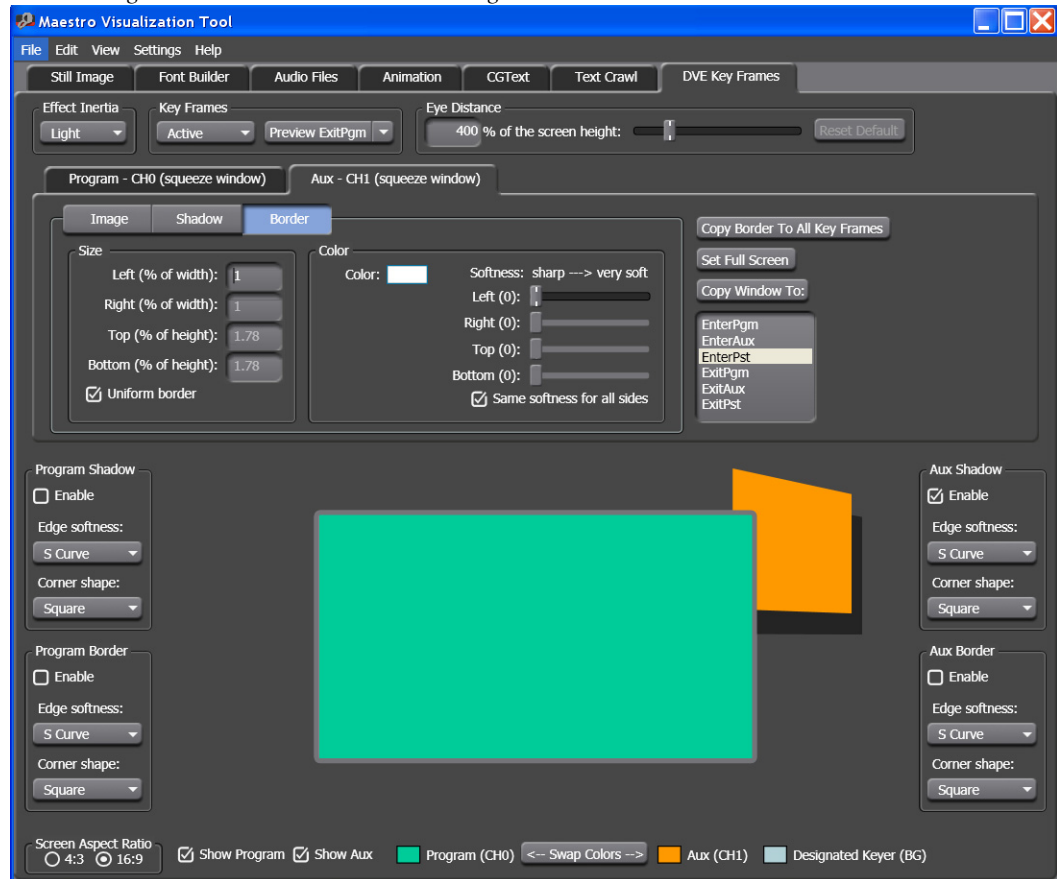 Maestro Visualization Tool
File Edit View Settings Help
Still Image Font Builder Audio Files Animation CGText Text Crawl DVE Key Frames
Effect Inertia Key Frames Eye Distance
Light Active Preview ExitPgm 400 % of the screen height: Reset Default
Program - CH0 (squeeze window) Aux - CH1 (squeeze window)
Image Shadow Border
Size
Left (% of width): 1
Right (% of width): 1
Top (% of height): 1.78
Bottom (% of height): 1.78
Uniform border
Color
Color: Softness: sharp ---> very soft
Left (0):
Right (0):
Top (0):
Bottom (0):
Same softness for all sides
Copy Border To All Key Frames
Set Full Screen
Copy Window To:
EnterPgm
EnterAux
EnterPst
ExitPgm
ExitAux
ExitPst
Program Shadow
Enable
Edge softness:
S Curve
Corner shape:
Square
Program Border
Enable
Edge softness:
S Curve
Corner shape:
Square
Aux Shadow
Enable
Edge softness:
S Curve
Corner shape:
Square
Aux Border
Enable
Edge softness:
S Curve
Corner shape:
Square
Screen Aspect Ratio
4:3 16:9 Show Program Show Aux Program (CH0) <-- Swap Colors --> Aux (CH1) Designated Keyer (BG)